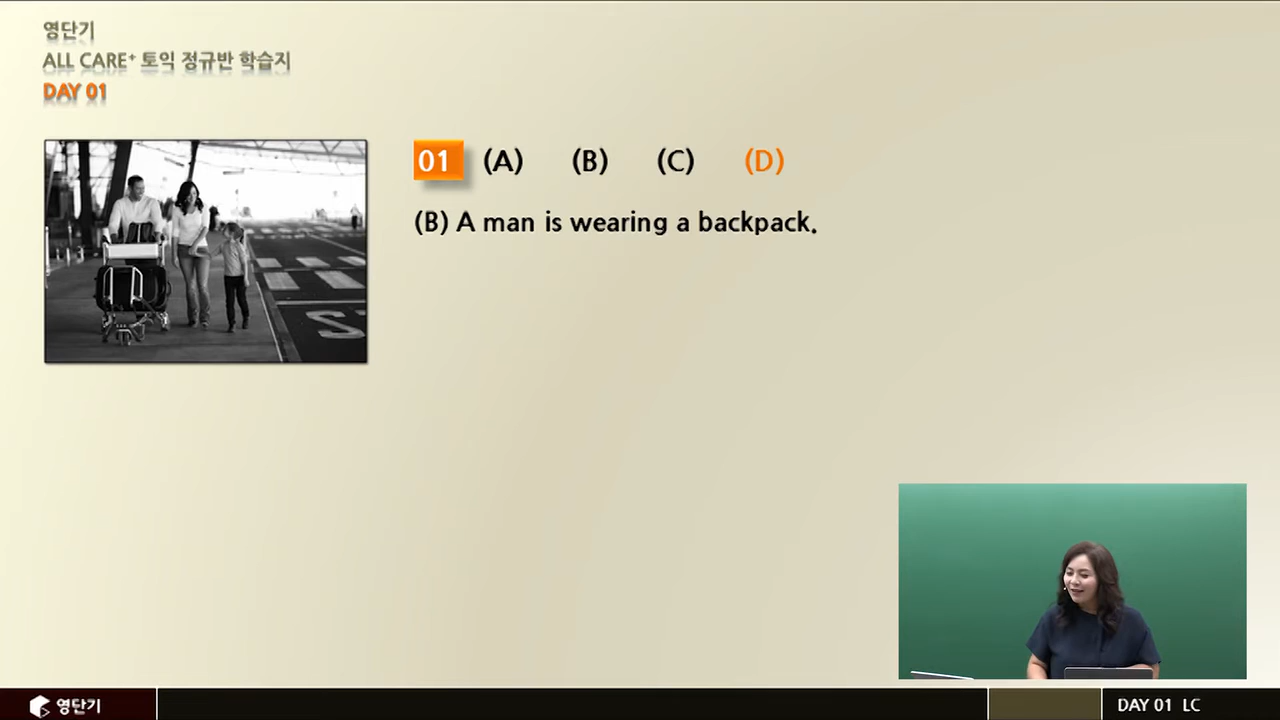 영단기
ALL CARE+ 토익 정규반 학습지
DAY 01
01 (A) (B) (C) (D)
(B) A man is wearing a backpack.
영단기
DAY 01 LC